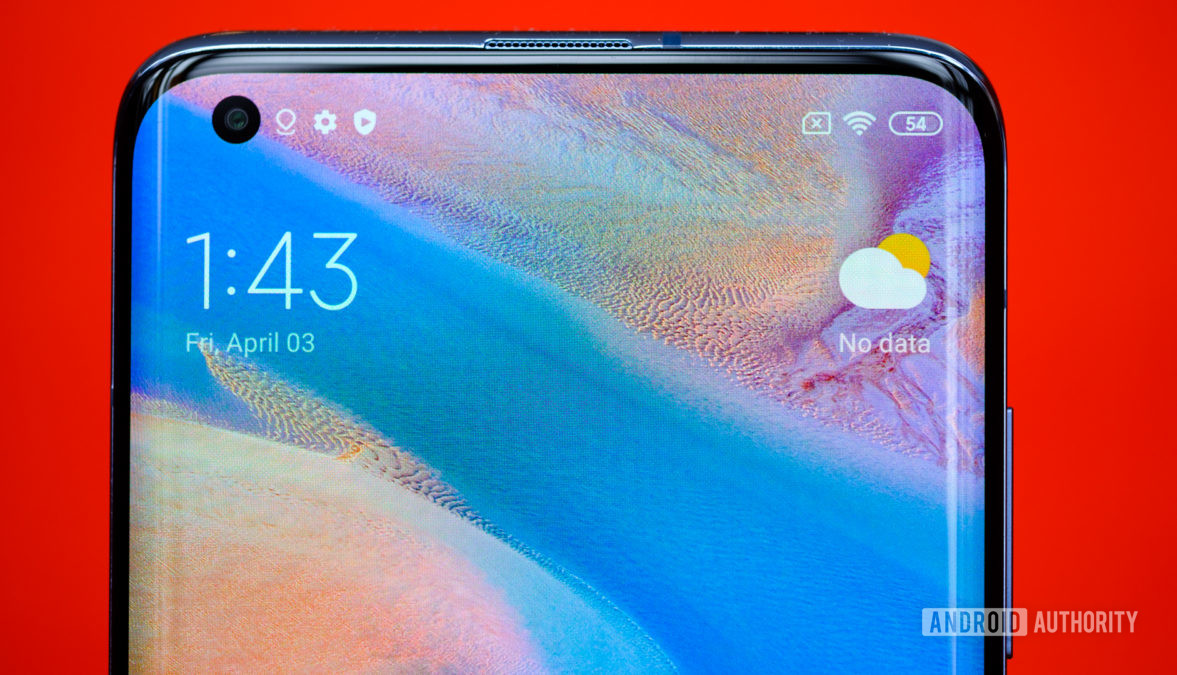 54
1:43
Fri, April 03
No data
ANDROID AUTHORITY